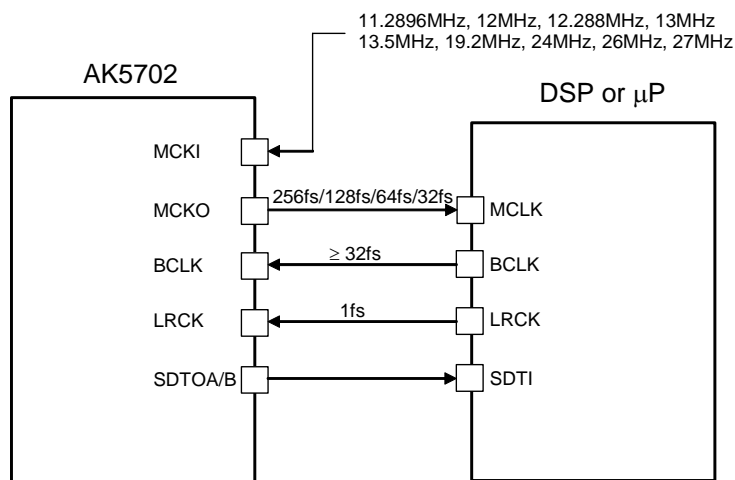 11.2896MHz, 12MHz, 12.288MHz, 13MHz
13.5MHz, 19.2MHz, 24MHz, 26MHz, 27MHz
AK5702
DSP or μP
MCKI
MCKO
256fs/128fs/64fs/32fs
MCLK
BCLK
≥ 32fs
BCLK
LRCK
1fs
LRCK
SDTOA/B
SDTI